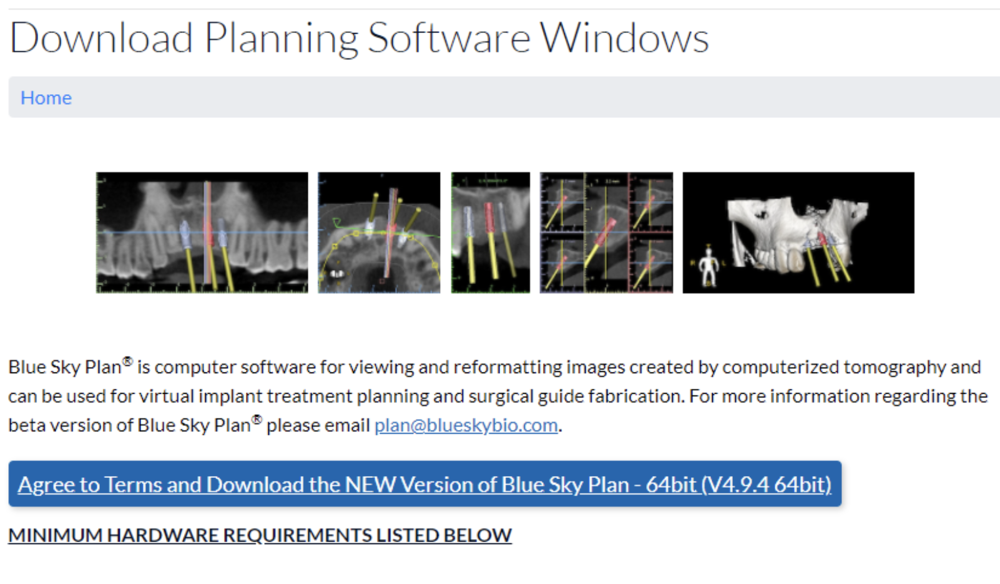 Download Planning Software Windows
Home
Blue Sky Plan® is computer software for viewing and reformatting images created by computerized tomography and
can be used for virtual implant treatment planning and surgical guide fabrication. For more information regarding the
beta version of Blue Sky Plan® please email plan@blueskybio.com.
Agree to Terms and Download the NEW Version of Blue Sky Plan - 64bit (V4.9.4 64bit)
MINIMUM HARDWARE REQUIREMENTS LISTED BELOW